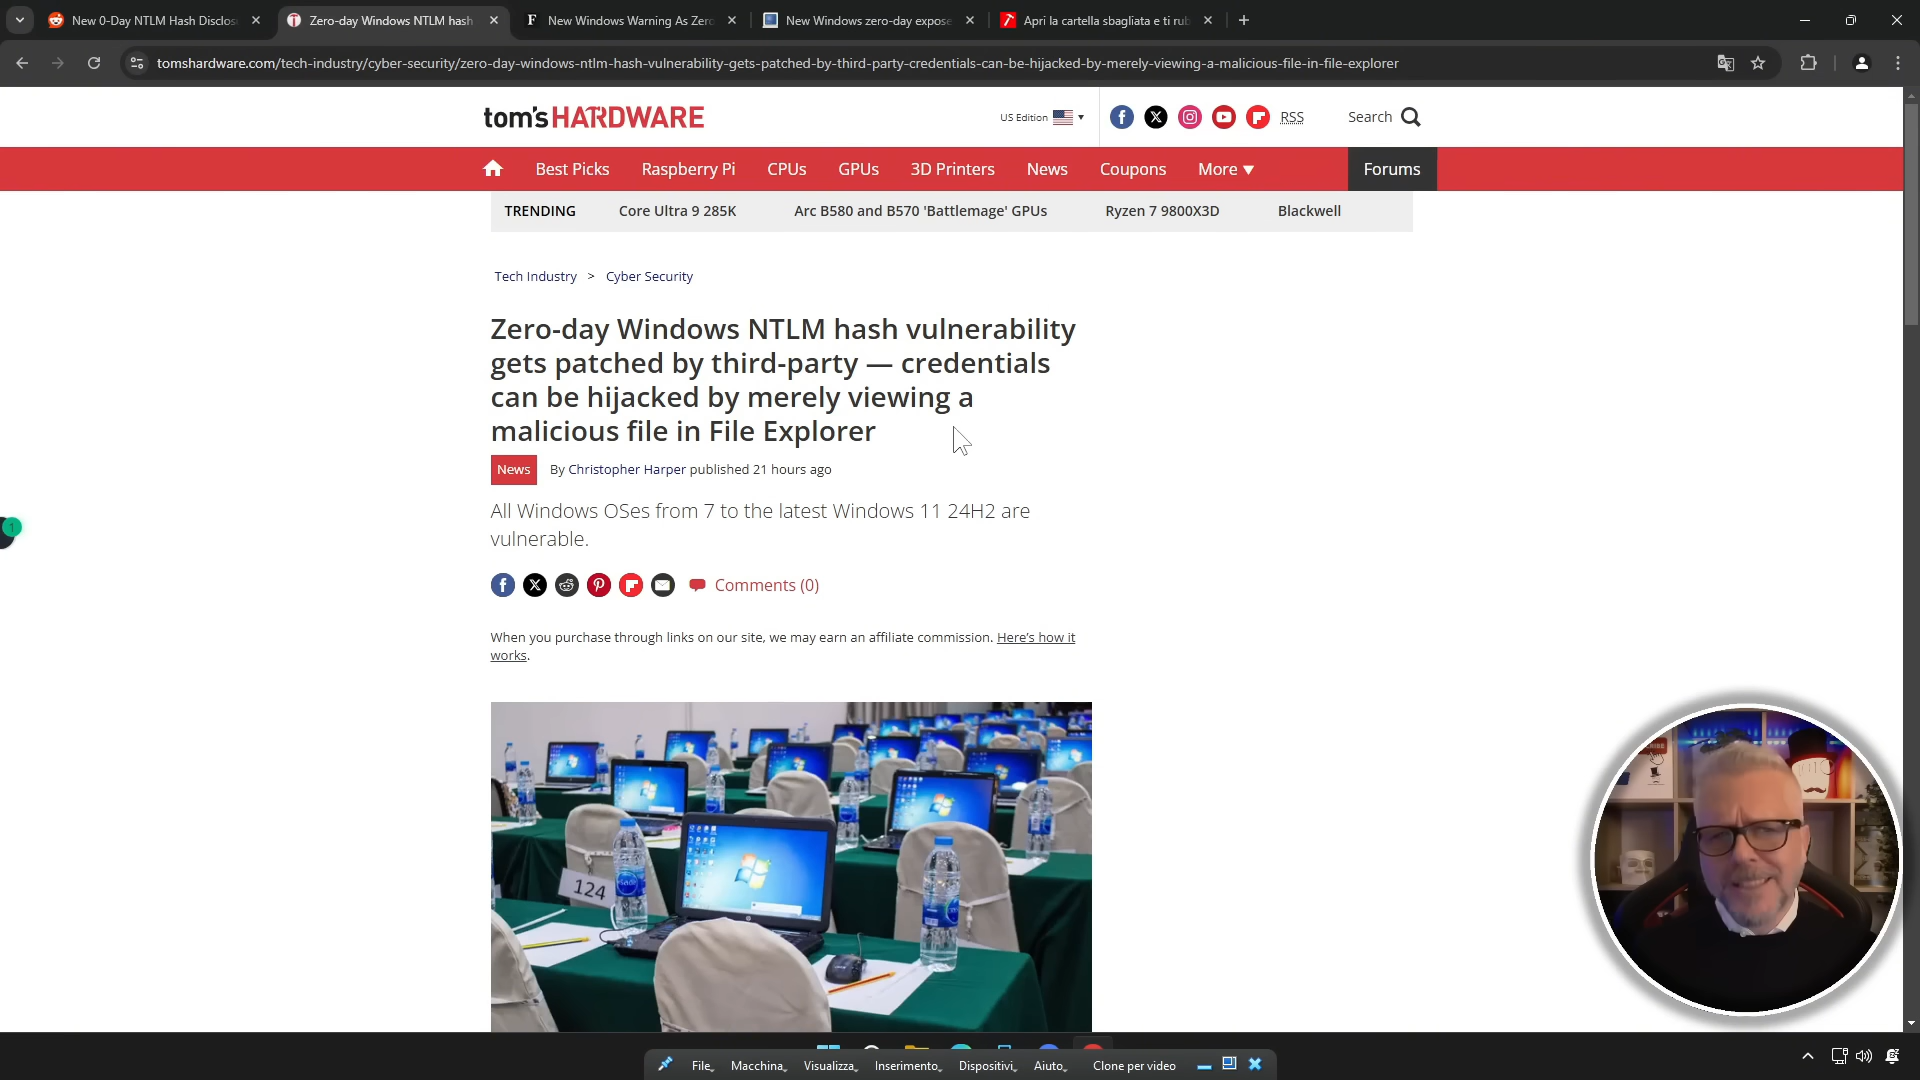 New 0-Day NTLM Hash Disclos
Zero-day Windows NTLM hash
New Windows Warning As Zero
New Windows zero-day expose
Apri la cartella sbagliata e ti rub
tomshardware.com/tech-industry/cyber-security/zero-day-windows-ntlm-hash-vulnerability-gets-patched-by-third-party-credentials-can-be-hijacked-by-merely-viewing-a-malicious-file-in-file-explorer
tom's HARDWARE
US Edition
RSS
Search
Best Picks
Raspberry Pi
CPUs
GPUs
3D Printers
News
Coupons
More
Forums
TRENDING
Core Ultra 9 285K
Arc B580 and B570 'Battlemage' GPUs
Ryzen 7 9800X3D
Blackwell
Tech Industry > Cyber Security
Zero-day Windows NTLM hash vulnerability
gets patched by third-party — credentials
can be hijacked by merely viewing a
malicious file in File Explorer
News
By Christopher Harper published 21 hours ago
All Windows OSes from 7 to the latest Windows 11 24H2 are
vulnerable.
1
Comments (0)
When you purchase through links on our site, we may earn an affiliate commission. Here's how it
works.
124
File
Macchina
Visualizza
Inserimento
Dispositivi
Aiuto
Clone per video